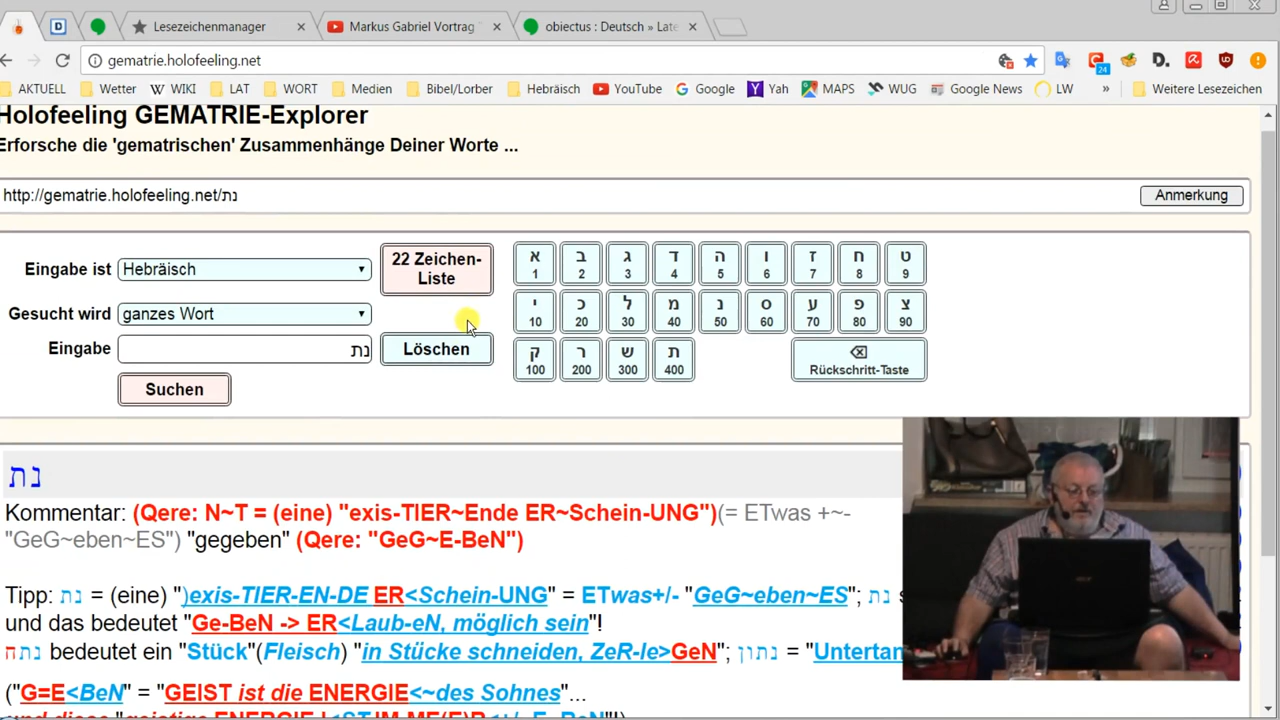 Lesezeichenmanager
Markus Gabriel Vortrag
obiectus : Deutsch » Late
gematrie.holofeeling.net
24
AKTUELL Wetter WIKI LAT WORT Medien Bibel/Lorber Hebräisch YouTube Google Yah MAPS WUG Google News LW » Weitere Lesezeichen
Holofeeling GEMATRIE-Explorer
Erforsche die 'gematrischen' Zusammenhänge Deiner Worte ...
http://gematrie.holofeeling.net/נת
Anmerkung
Eingabe ist Hebräisch
22 Zeichen-
Liste
Gesucht wird ganzes Wort
Eingabe נת
Löschen
Suchen
א ב ג ד ה ו ז ח ט
1 2 3 4 5 6 7 8 9
י כ ל מ נ ס ע פ צ
10 20 30 40 50 60 70 80 90
ק ר ש ת
100 200 300 400
Rückschritt-Taste
נת
Kommentar: (Qere: N~T = (eine) "exis-TIER~Ende ER~Schein-UNG")(= ETwas +~-
"GeG~eben~ES") "gegeben" (Qere: "GeG~E-BeN")
Tipp: נת = (eine) ")exis-TIER-EN-DE ER<Schein-UNG" = ETwas+/- "GeG~eben~ES"; נת s
und das bedeutet "Ge-BeN -> ER<Laub-eN, möglich sein"!
נתח bedeutet ein "Stück"(Fleisch) "in Stücke schneiden, ZeR-le>GeN"; נתון = "Untertan
("G=E<BeN" = "GEIST ist die ENERGIE<~des Sohnes"...